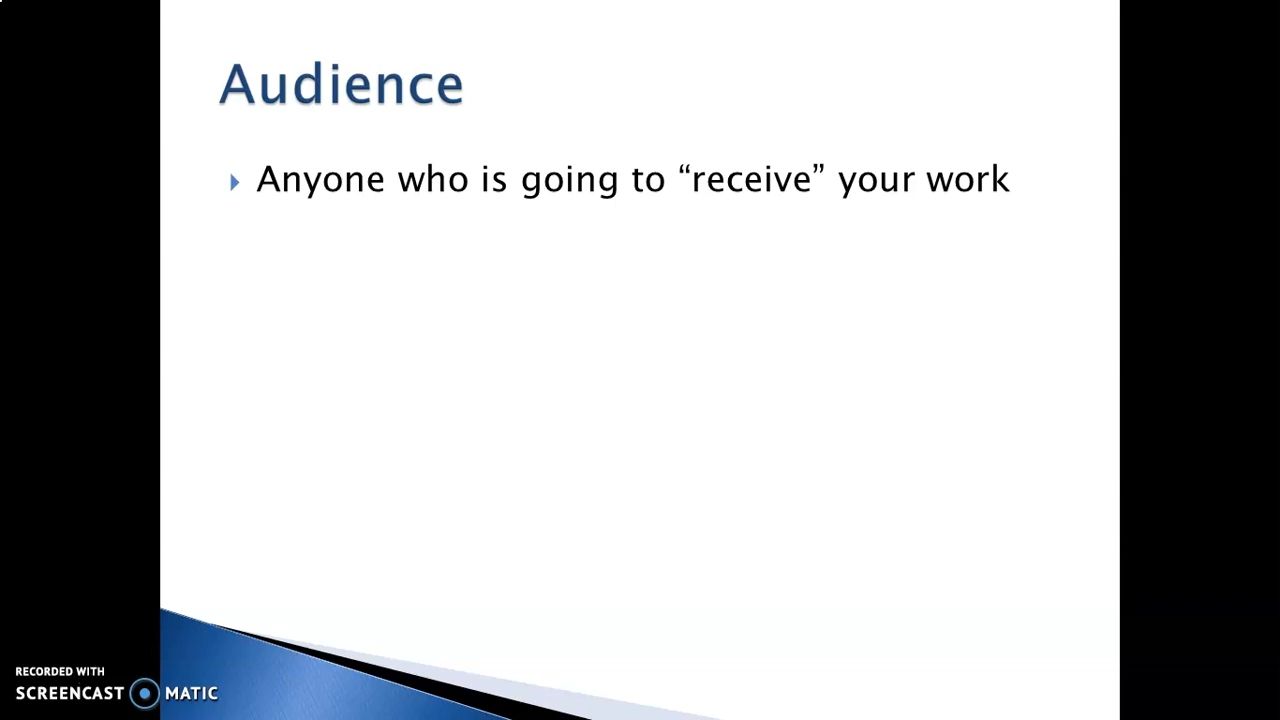 Audience
Anyone who is going to “receive” your work
RECORDED WITH
SCREENCAST MATIC